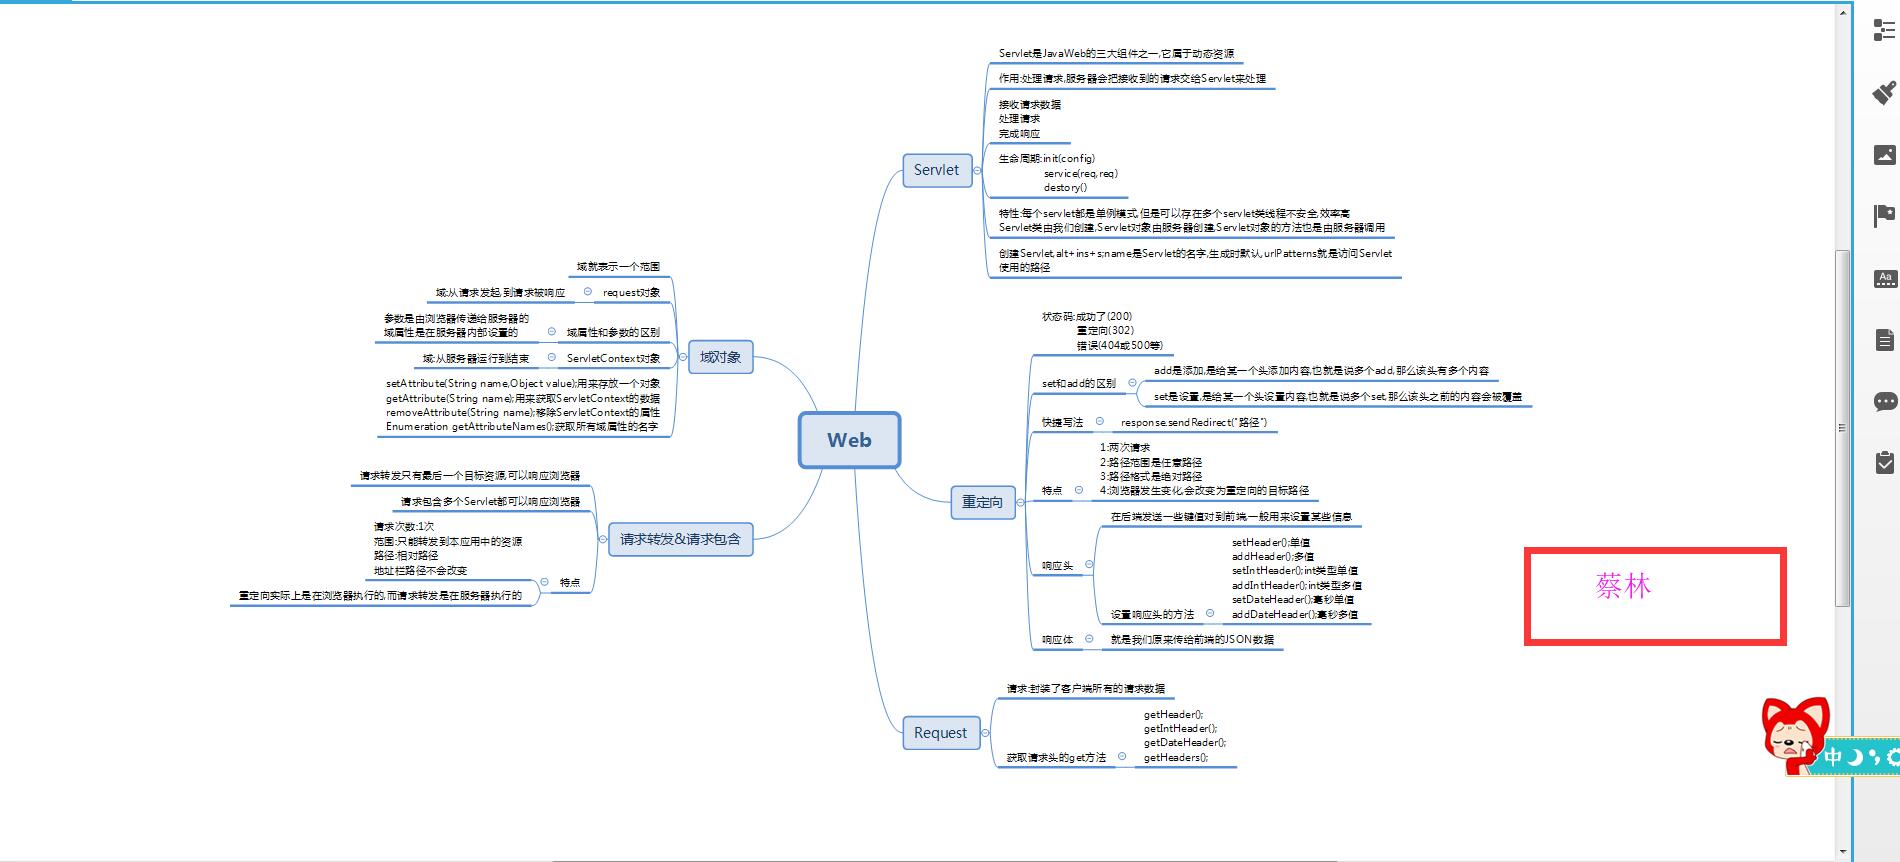 Servlet是JavaWeb的三大组件之一,它属于动态资源
作用:处理请求,服务器会把接收到的请求交给Servlet来处理
接收请求数据
处理请求
完成响应
生命周期:init(config)
service(req,req)
destory()
特性:每个servlet都是单例模式,但是可以存在多个servlet类线程不安全,效率高
Servlet类由我们创建,Servlet对象由服务器创建,Servlet对象的方法也是由服务器调用
创建Servlet,alt+ins+s;name是Servlet的名字,生成时默认,urlPatterns就是访问Servlet
使用的路径
Servlet
域就表示一个范围
域:从请求发起,到请求被响应
request对象
参数是由浏览器传递给服务器的
域属性是在服务器内部设置的
域属性和参数的区别
域:从服务器运行到结束
ServletContext对象
setAttribute(String name,Object value);用来存放一个对象
getAttribute(String name);用来获取ServletContext的数据
removeAttribute(String name);移除ServletContext的属性
Enumeration getAttributeNames();获取所有域属性的名字
域对象
Web
请求转发只有最后一个目标资源,可以响应浏览器
请求包含多个Servlet都可以响应浏览器
请求次数:1次
范围:只能转发到本应用中的资源
路径:相对路径
地址栏路径不会改变
重定向实际上是在浏览器执行的,而请求转发是在服务器执行的
特点
请求转发&请求包含
状态码:成功了(200)
重定向(302)
错误(404或500等)
set和add的区别
add是添加,是给某一个头添加内容,也就是说多个add,那么该头有多个内容
set是设置,是给某一个头设置内容,也就是说多个set,那么该头之前的内容会被覆盖
快捷写法
response.sendRedirect("路径")
1:两次请求
2:路径范围是任意路径
3:路径格式是绝对路径
4:浏览器发生变化,会改变为重定向的目标路径
特点
重定向
在后端发送一些键值对到前端,一般用来设置某些信息
setHeader();单值
addHeader();多值
setIntHeader();int类型单值
addIntHeader();int类型多值
setDateHeader();毫秒单值
addDateHeader();毫秒多值
设置响应头的方法
响应头
响应体
就是我们原来传给前端的JSON数据
请求:封装了客户端所有的请求数据
getHeader();
getIntHeader();
getDateHeader();
getHeaders();
获取请求头的get方法
Request
蔡林
中
Aa